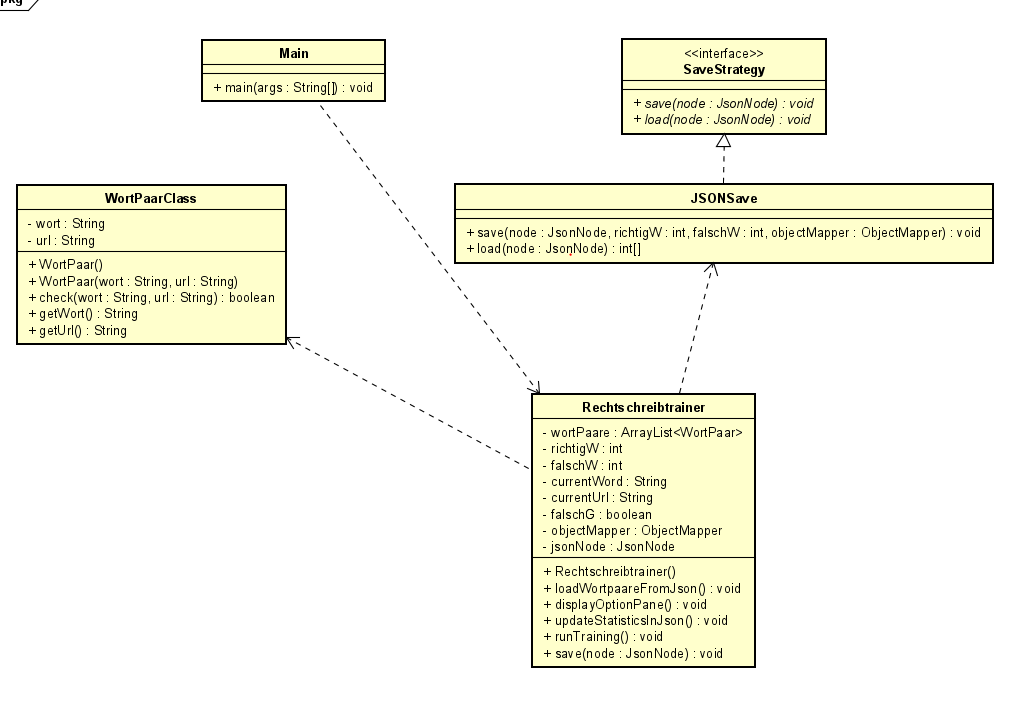 pkg
Main
+ main(args : String[]) : void
<<interface>>
SaveStrategy
+ save(node : JsonNode) : void
+ load(node : JsonNode) : void
WortPaarClass
- wort : String
- url : String
+ WortPaar()
+ WortPaar(wort : String, url : String)
+ check(wort : String, url : String) : boolean
+ getWort() : String
+ getUrl() : String
JSONSave
+ save(node : JsonNode, richtigW : int, falschW : int, objectMapper : ObjectMapper) : void
+ load(node : JsonNode) : int[]
Rechtschreibtrainer
- wortPaare : ArrayList<WortPaar>
- richtigW : int
- falschW : int
- currentWord : String
- currentUrl : String
- falschG : boolean
- objectMapper : ObjectMapper
- jsonNode : JsonNode
+ Rechtschreibtrainer()
+ loadWortpaareFromJson() : void
+ displayOptionPane() : void
+ updateStatisticsInJson() : void
+ runTraining() : void
+ save(node : JsonNode) : void